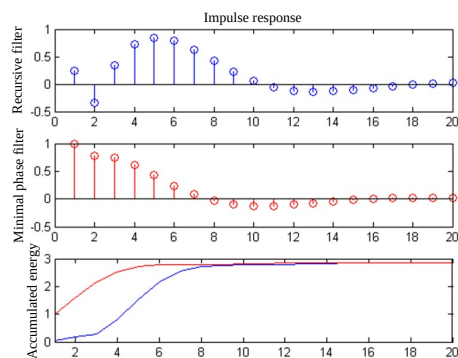 Impulse response
Recursive filter
1
0.5
0
-0.5
0 2 4 6 8 10 12 14 16 18 20
Minimal phase filter
1
0.5
0
-0.5
0 2 4 6 8 10 12 14 16 18 20
Accumulated energy
3
2
1
0
2 4 6 8 10 12 14 16 18 20